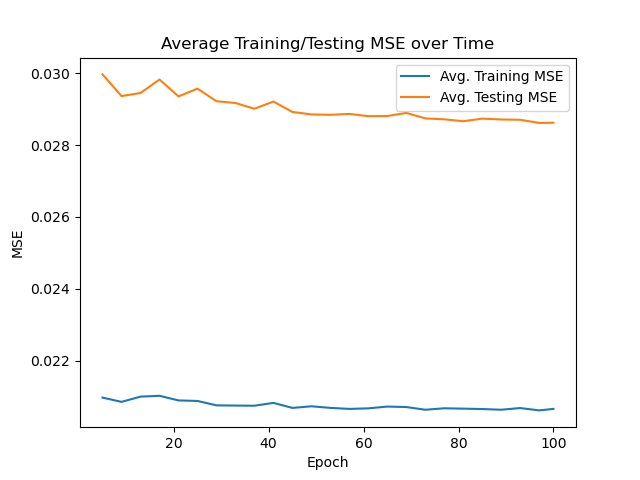 Average Training/Testing MSE over Time
Avg. Training MSE
Avg. Testing MSE
0.030
0.028
0.026
0.024
0.022
MSE
20
40
60
80
100
Epoch